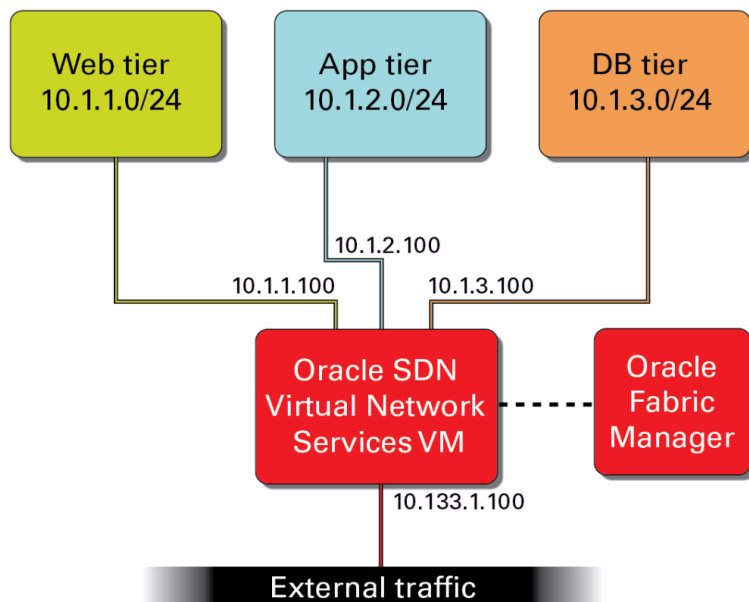 Web tier
10.1.1.0/24
App tier
10.1.2.0/24
DB tier
10.1.3.0/24
10.1.2.100
10.1.1.100
10.1.3.100
Oracle SDN
Virtual Network
Services VM
Oracle
Fabric
Manager
10.133.1.100
External traffic